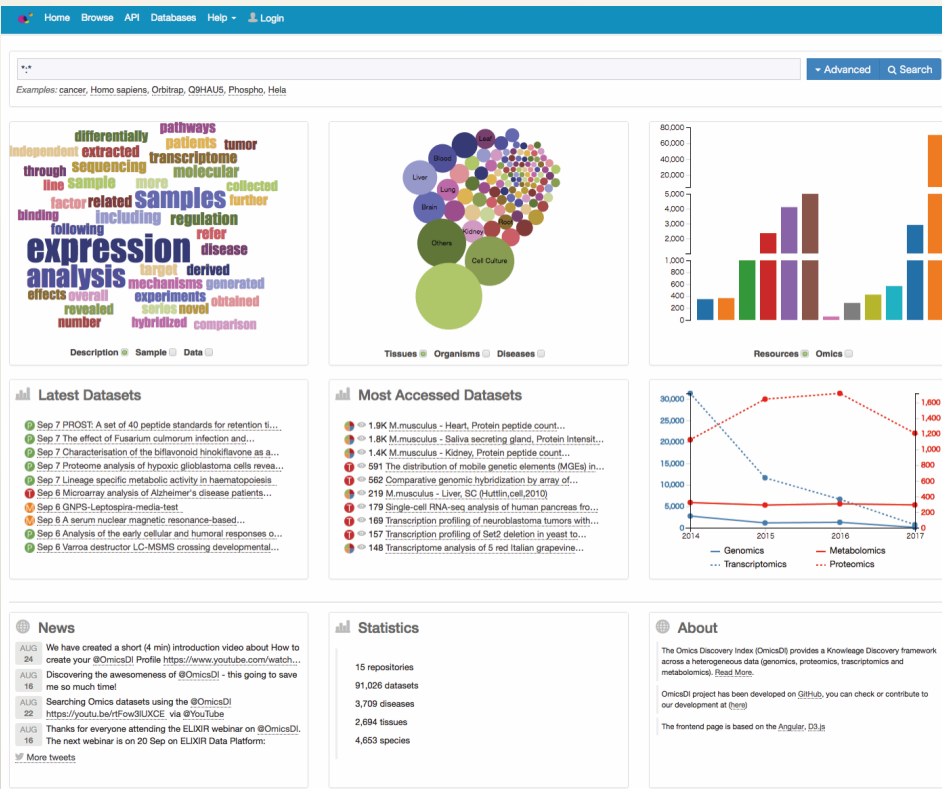 Home Browse API Databases Help Login
*:*
Advanced Search
Examples: cancer, Homo sapiens, Orbitrap, Q9HAU5, Phospho, Hela
pathways
differentially patients tumor
independent extracted transcriptome
through sequencing molecular
line sample more collected
factor related samples further
binding including regulation
following refer
expression disease
analysis target derived
mechanisms generated
effects overall experiments obtained
revealed series novel
number hybridized comparison
Description Sample Data
Leaf
Blood
Liver
Lung
Brain
Root
Kidney
Others
Cell Culture
Tissues Organisms Diseases
80,000
60,000
40,000
20,000
5,000
4,000
3,000
2,000
1,000
800
600
400
200
0
Resources Omics
Latest Datasets
P Sep 7 PROST: A set of 40 peptide standards for retention ti...
P Sep 7 The effect of Fusarium culmorum infection and...
P Sep 7 Characterisation of the biflavonoid hinokiflavone as a...
P Sep 7 Proteome analysis of hypoxic glioblastoma cells revea...
P Sep 7 Lineage specific metabolic activity in haematopoiesis
T Sep 6 Microarray analysis of Alzheimer's disease patients...
M Sep 6 GNPS-Leptospira-media-test
M Sep 6 A serum nuclear magnetic resonance-based...
P Sep 6 Analysis of the early cellular and humoral responses o...
P Sep 6 Varroa destructor LC-MSMS crossing developmental...
Most Accessed Datasets
1.9K M.musculus - Heart, Protein peptide count...
1.8K M.musculus - Saliva secreting gland, Protein Intensit...
1.4K M.musculus - Kidney, Protein peptide count...
T 591 The distribution of mobile genetic elements (MGEs) in...
T 562 Comparative genomic hybridization by array of...
219 M.musculus - Liver, SC (Huttlin,cell,2010)
T 179 Single-cell RNA-seq analysis of human pancreas fro...
T 169 Transcription profiling of neuroblastoma tumors with...
T 157 Transcription profiling of Set2 deletion in yeast to...
T 148 Transcriptome analysis of 5 red Italian grapevine...
30,000
25,000
20,000
15,000
10,000
5,000
0
1,600
1,400
1,200
1,000
800
600
400
200
0
2014 2015 2016 2017
Genomics Metabolomics
Transcriptomics Proteomics
News
AUG 24 We have created a short (4 min) introduction video about How to
create your @OmicsDI Profile https://www.youtube.com/watch...
AUG 16 Discovering the awesomeness of @OmicsDI - this going to save
me so much time!
AUG 22 Searching Omics datasets using the @OmicsDI
https://youtu.be/rtFow3lUXCE via @YouTube
AUG 16 Thanks for everyone attending the ELIXIR webinar on @OmicsDI.
The next webinar is on 20 Sep on ELIXIR Data Platform:
More tweets
Statistics
15 repositories
91,026 datasets
3,709 diseases
2,694 tissues
4,653 species
About
The Omics Discovery Index (OmicsDI) provides a Knowleage Discovery framework
across a heterogeneous data (genomics, proteomics, trascriptomics and
metabolomics). Read More.
OmicsDI project has been developed on GitHub, you can check or contribute to
our development at (here)
The frontend page is based on the Angular, D3.js